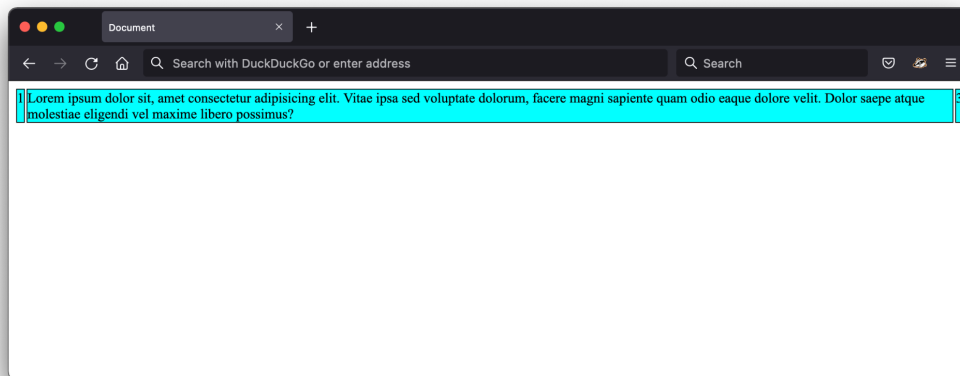 Document
Search with DuckDuckGo or enter address
Search
1
Lorem ipsum dolor sit, amet consectetur adipisicing elit. Vitae ipsa sed voluptate dolorum, facere magni sapiente quam odio eaque dolore velit. Dolor saepe atque
molestiae eligendi vel maxime libero possimus?